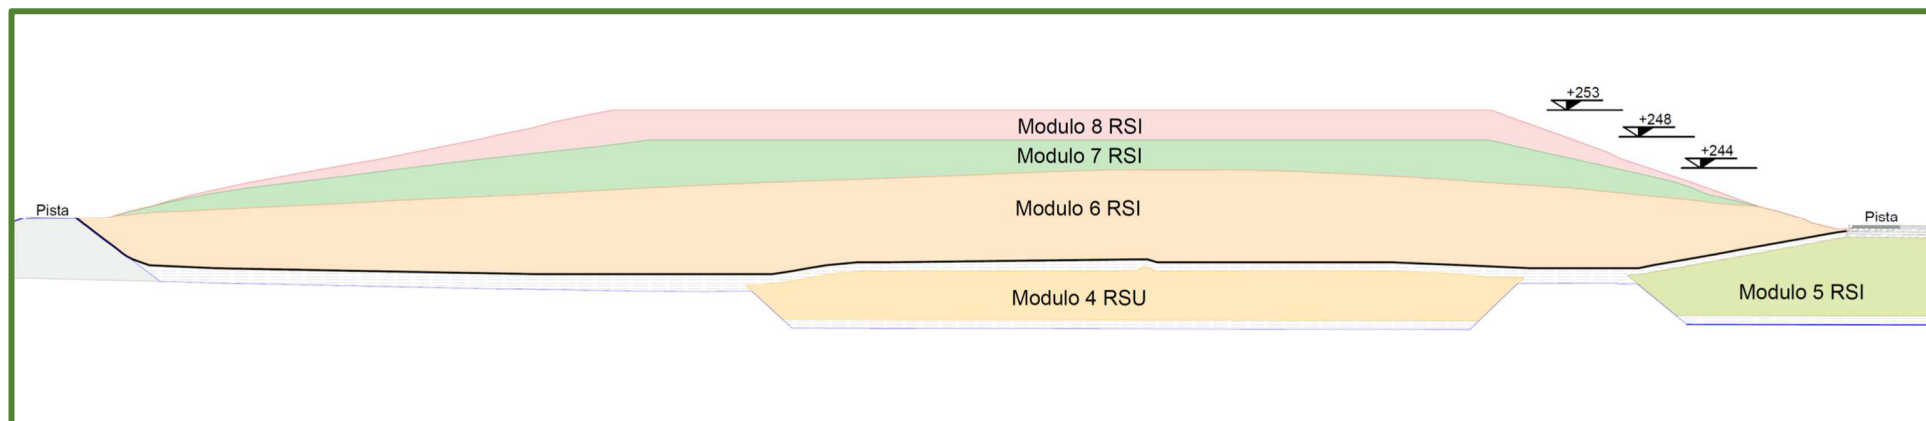 +253
+248
+244
Modulo 8 RSI
Modulo 7 RSI
Modulo 6 RSI
Pista
Pista
Modulo 4 RSU
Modulo 5 RSI